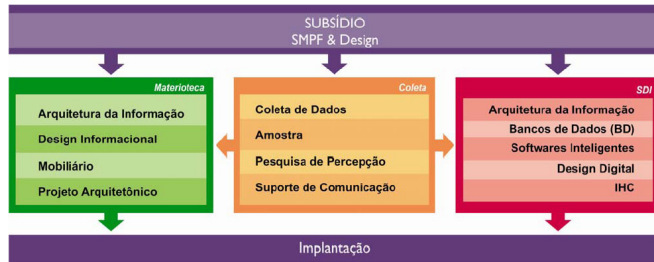 SUBSÍDIO
SMPF & Design
Materioteca
Arquitetura da Informação
Design Informacional
Mobiliário
Projeto Arquitetônico
Coleta
Coleta de Dados
Amostra
Pesquisa de Percepção
Suporte de Comunicação
SDI
Arquitetura da Informação
Bancos de Dados (BD)
Softwares Inteligentes
Design Digital
IHC
Implantação